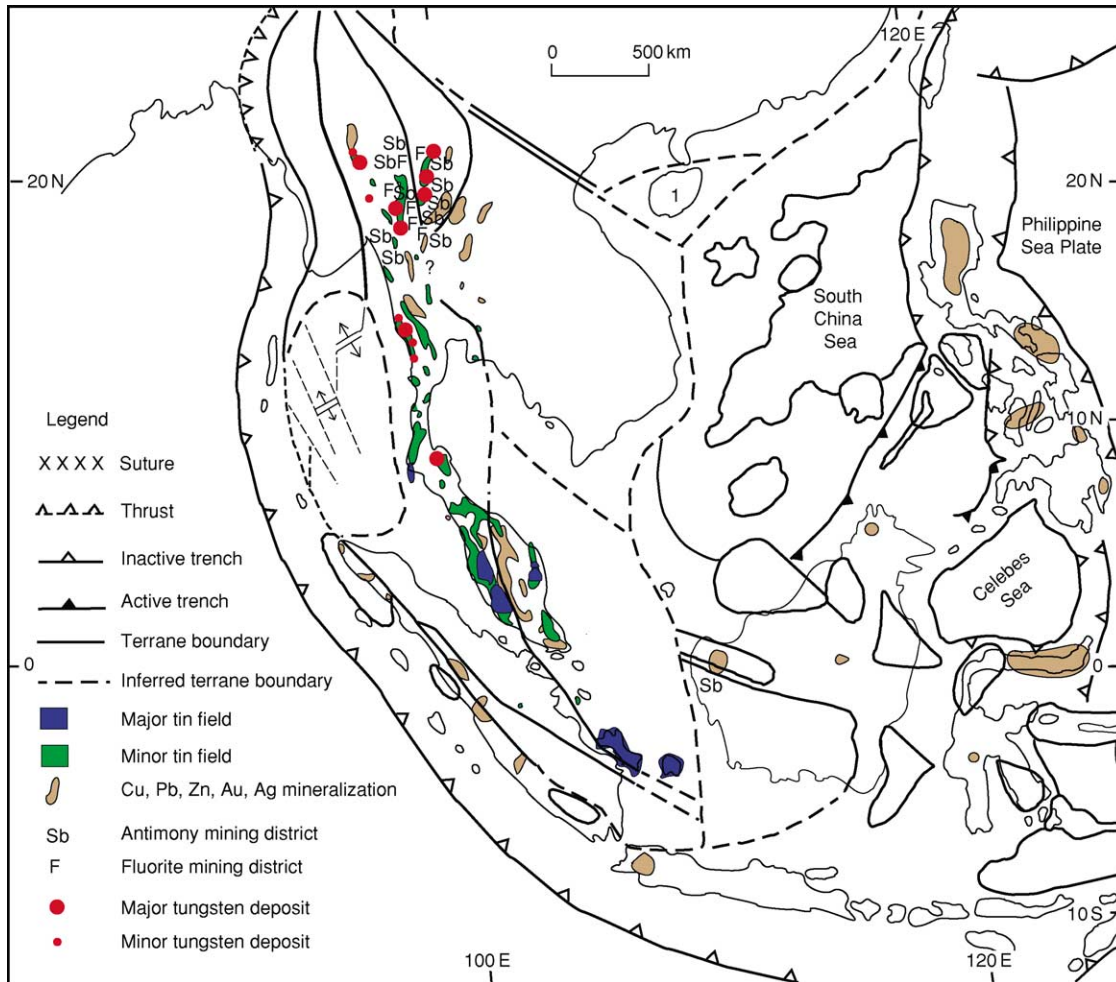 120 E
0 500 km
20 N
20 N
Sb
F
Sb
SbF
Sb
F
Sb
Sb
F
Sb
F
Sb
Sb
F
Sb
Sb
?
1
Philippine
Sea Plate
South
China
Sea
10 N
Celebes
Sea
0
0
Sb
10 S
100 E
120 E
Legend
X X X X Suture
Thrust
Inactive trench
Active trench
Terrane boundary
Inferred terrane boundary
Major tin field
Minor tin field
Cu, Pb, Zn, Au, Ag mineralization
Sb Antimony mining district
F Fluorite mining district
Major tungsten deposit
Minor tungsten deposit